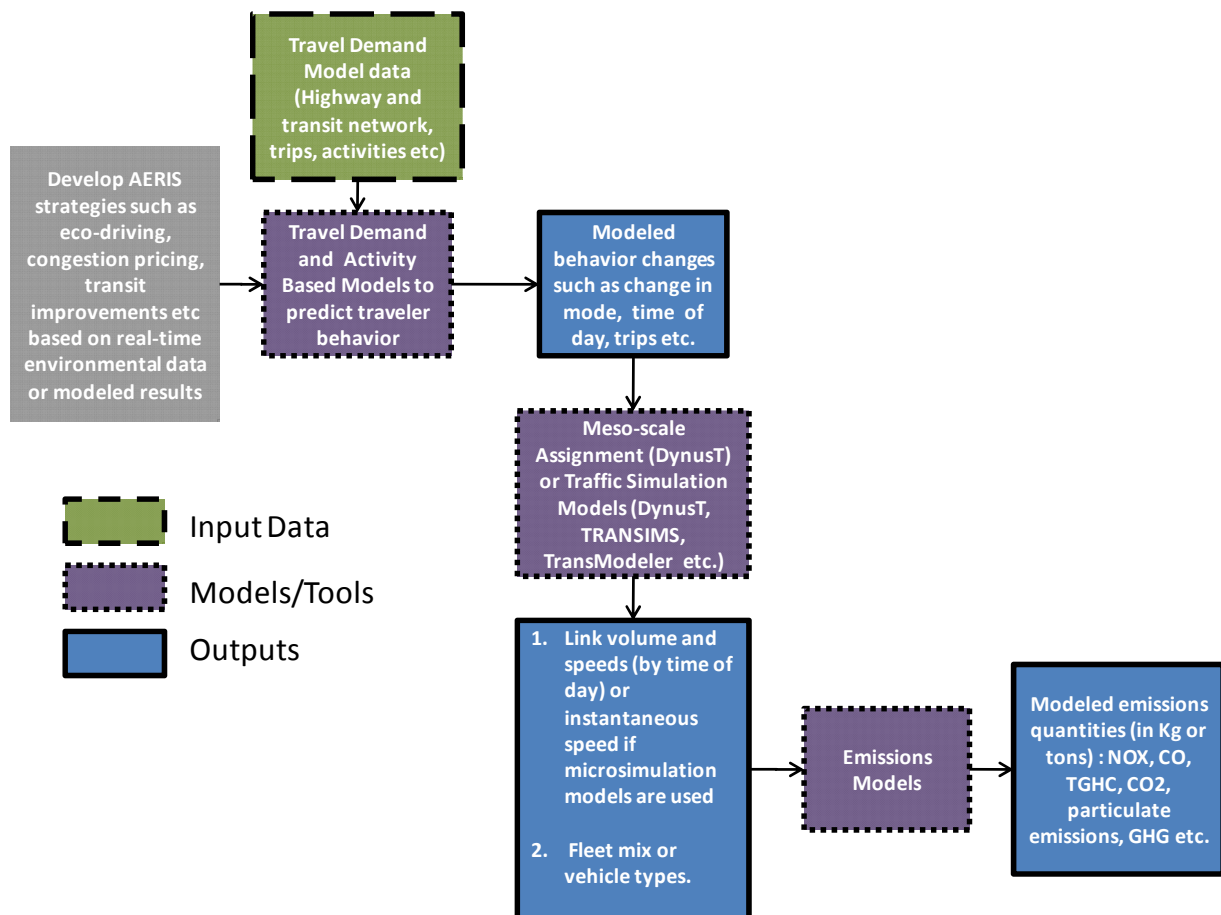 Travel Demand
Model data
(Highway and
transit network,
trips, activities etc)
Develop AERIS
strategies such as
eco-driving,
congestion pricing,
transit
improvements etc
based on real-time
environmental data
or modeled results
Travel Demand
and Activity
Based Models to
predict traveler
behavior
Modeled
behavior changes
such as change in
mode, time of
day, trips etc.
Meso-scale
Assignment (DynusT)
or Traffic Simulation
Models (DynusT,
TRANSIMS,
TransModeler etc.)
Input Data
Models/Tools
Outputs
1. Link volume and
speeds (by time of
day) or
instantaneous
speed if
microsimulation
models are used
2. Fleet mix or
vehicle types.
Emissions
Models
Modeled emissions
quantities (in Kg or
tons) : NOX, CO,
TGHC, CO2,
particulate
emissions, GHG etc.